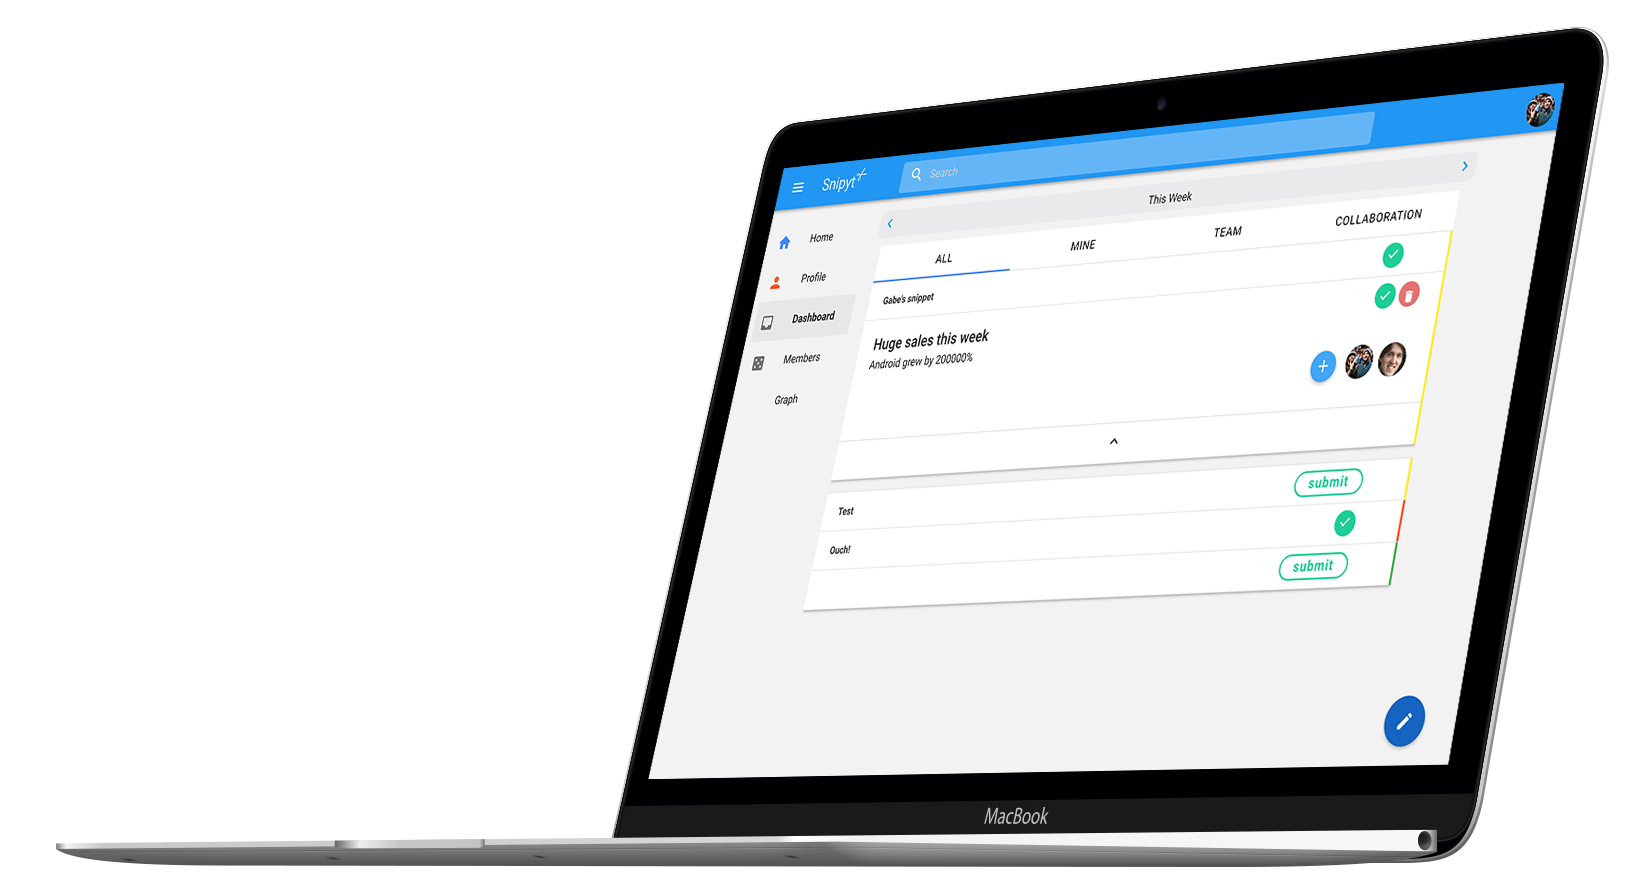 Snipyt
Search
This Week
Home
Profile
Dashboard
Members
Graph
ALL
MINE
TEAM
COLLABORATION
Gabe's snippet
Huge sales this week
Android grew by 200000%
Test
submit
Ouch!
submit
MacBook